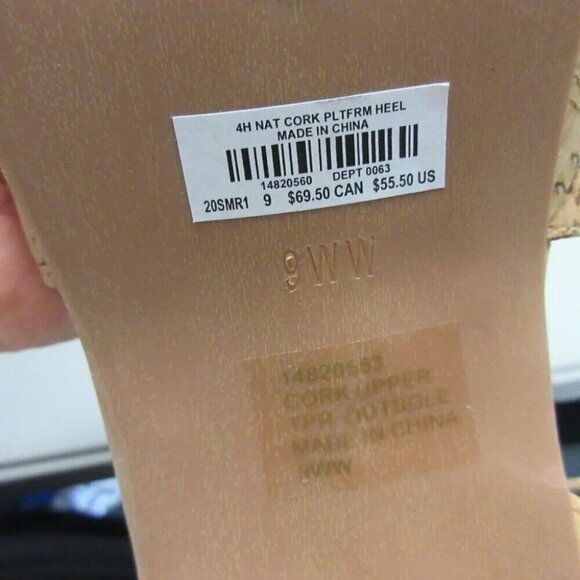 4H NAT CORK PLTFRM HEEL
MADE IN CHINA
14820560 DEPT 0063
20SMR1 9 $69.50 CAN $55.50 US
9WW
14820553
CORK UPPER
TPR OUTSOLE
MADE IN CHINA
9WW